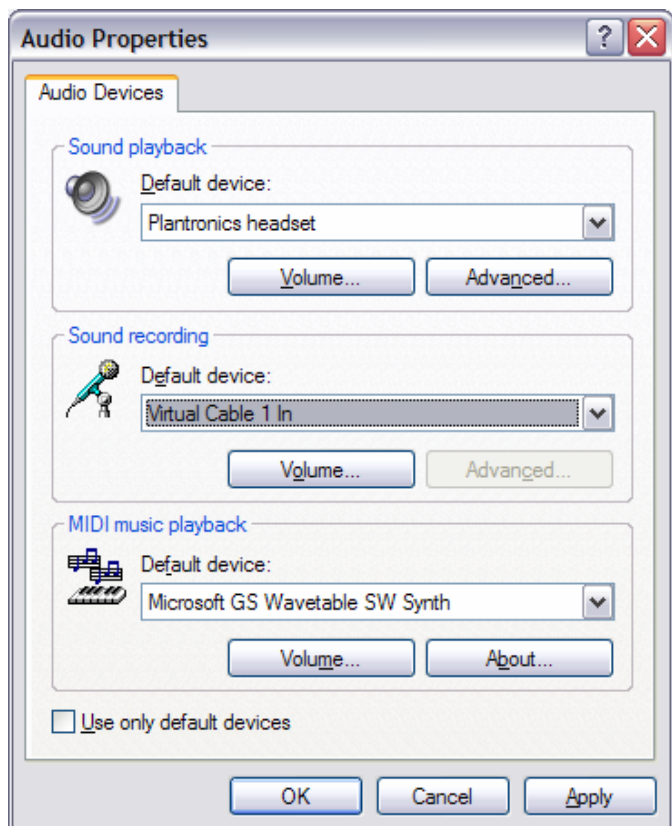 Audio Properties
?
Audio Devices
Sound playback
Default device:
Plantronics headset
Volume... Advanced...
Sound recording
Default device:
Virtual Cable 1 In
Volume... Advanced...
MIDI music playback
Default device:
Microsoft GS Wavetable SW Synth
Volume... About...
Use only default devices
OK Cancel Apply